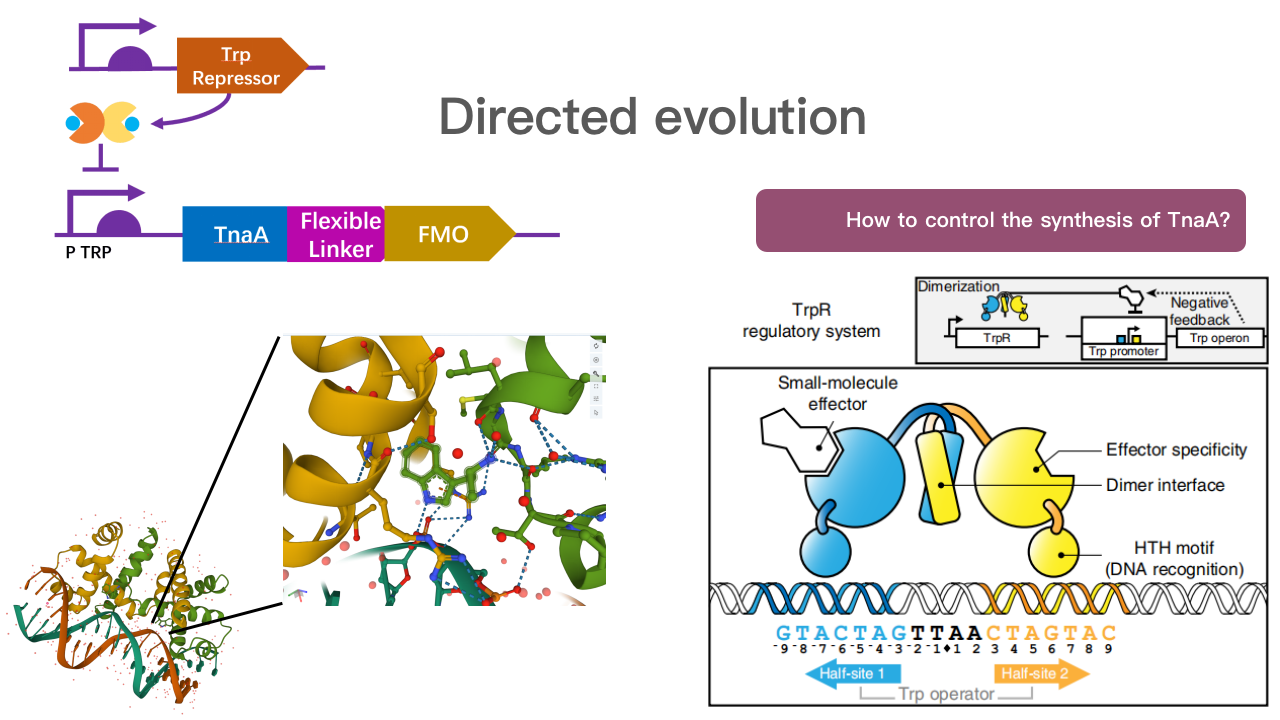 Trp
Repressor
Directed evolution
TnaA
Flexible
Linker
FMO
P TRP
How to control the synthesis of TnaA?
TrpR
regulatory system
Dimerization
Negative
feedback
TrpR
Trp promoter
Trp operon
Small-molecule
effector
Effector specificity
Dimer interface
HTH motif
(DNA recognition)
GTACTAGTTAACTAGTAC
-9 -8 -7 -6 -5 -4 -3 -2 -1♦1 2 3 4 5 6 7 8 9
Half-site 1
Half-site 2
Trp operator